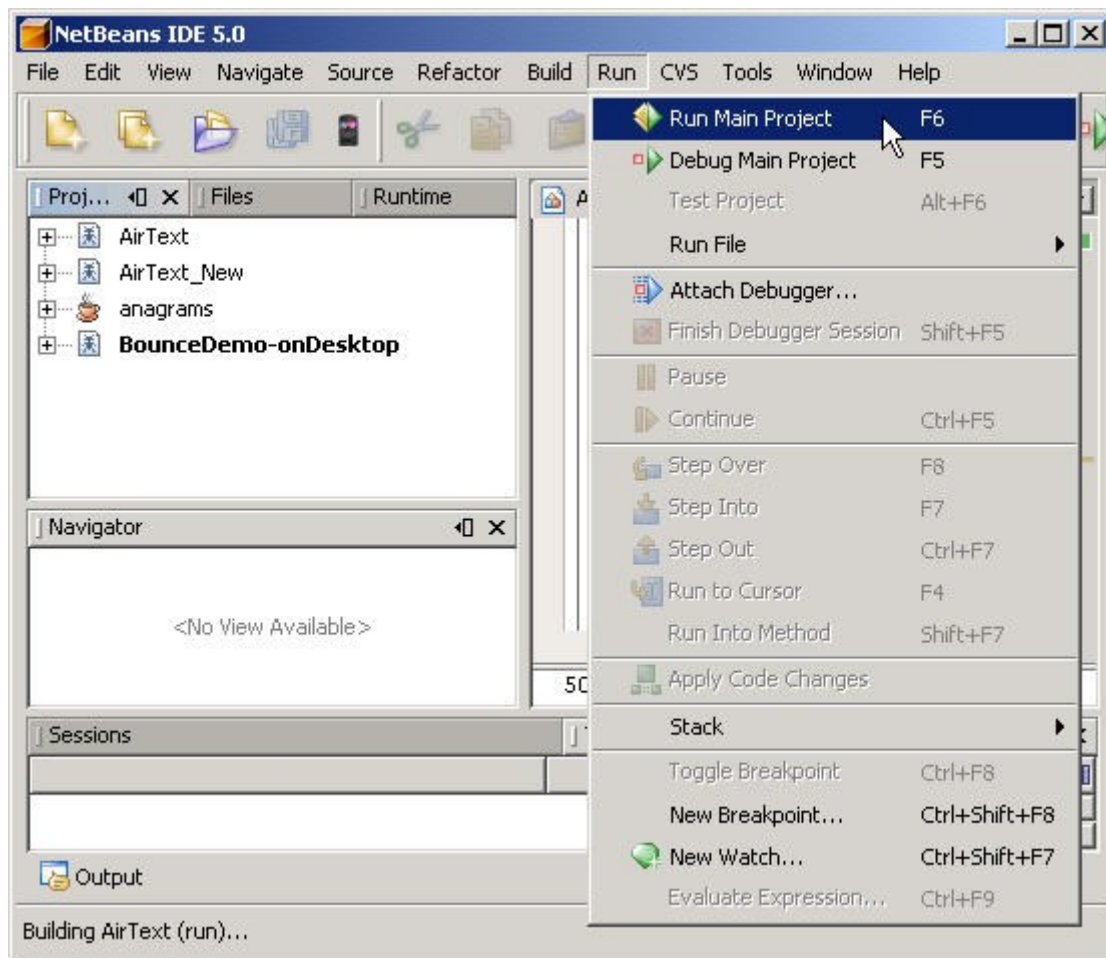 NetBeans IDE 5.0
File Edit View Navigate Source Refactor Build Run CVS Tools Window Help
Run Main Project F6
Debug Main Project F5
Test Project Alt+F6
Run File
Attach Debugger...
Finish Debugger Session Shift+F5
Pause
Continue Ctrl+F5
Step Over F8
Step Into F7
Step Out Ctrl+F7
Run to Cursor F4
Run Into Method Shift+F7
Apply Code Changes
Stack
Toggle Breakpoint Ctrl+F8
New Breakpoint... Ctrl+Shift+F8
New Watch... Ctrl+Shift+F7
Evaluate Expression... Ctrl+F9
Proj... Files Runtime
AirText
AirText_New
anagrams
BounceDemo-onDesktop
Navigator
<No View Available>
Sessions
Output
Building AirText (run)...